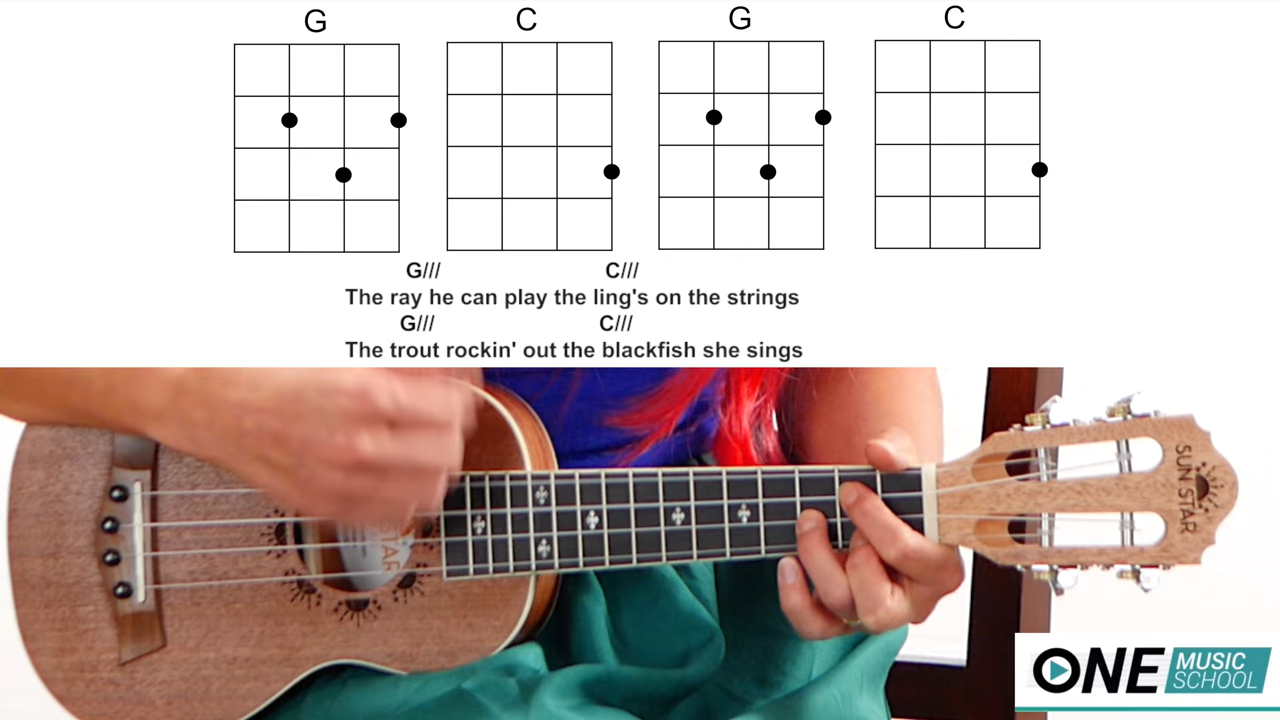 G C G C
G/// C///
The ray he can play the ling's on the strings
G/// C///
The trout rockin' out the blackfish she sings
SUN STAR
STAR
ONE MUSIC SCHOOL